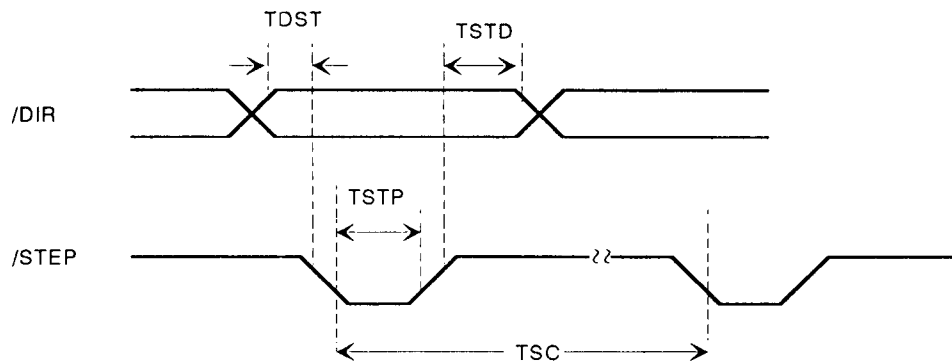 TDST
TSTD
/DIR
TSTP
/STEP
TSC